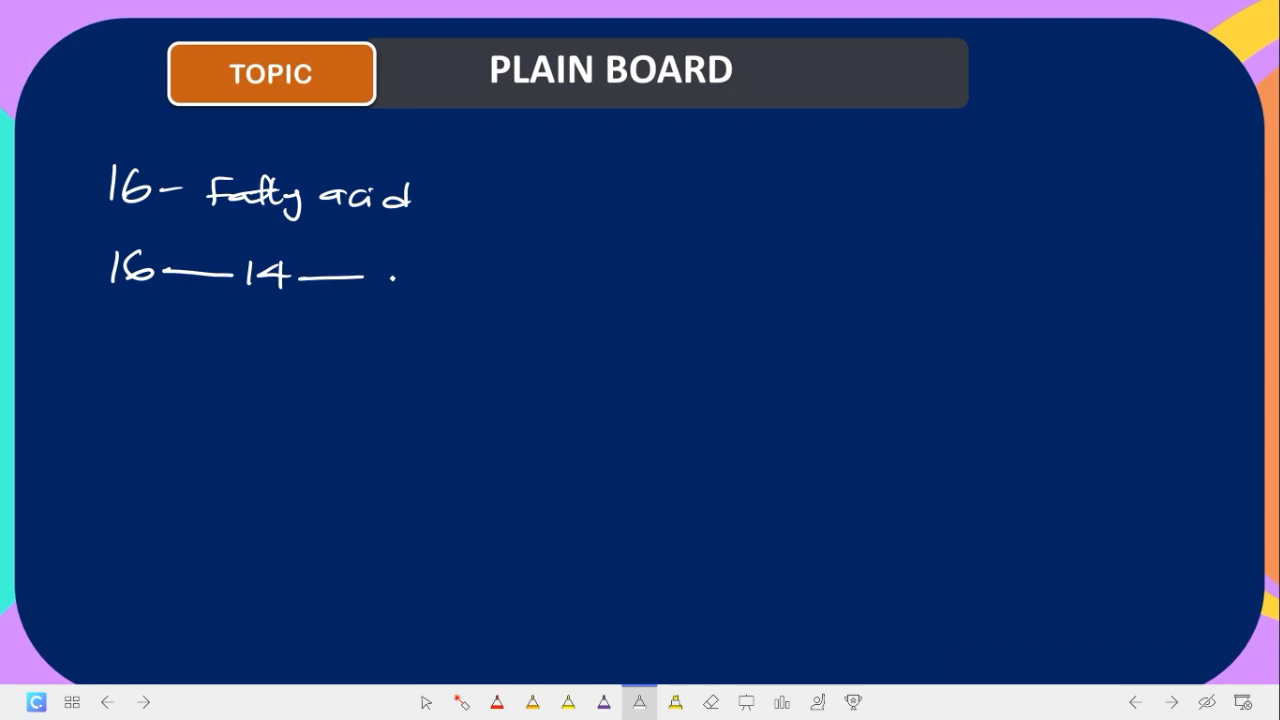 TOPIC PLAIN BOARD
16- Fatty acid
16 — 14 — .